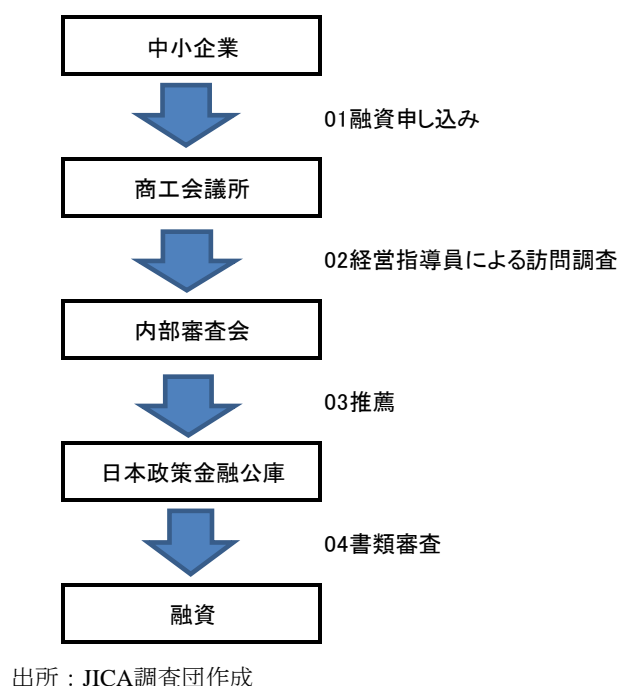 中小企業
01融資申し込み
商工会議所
02経営指導員による訪問調査
内部審査会
03推薦
日本政策金融公庫
04書類審査
融資
出所：JICA調査団作成